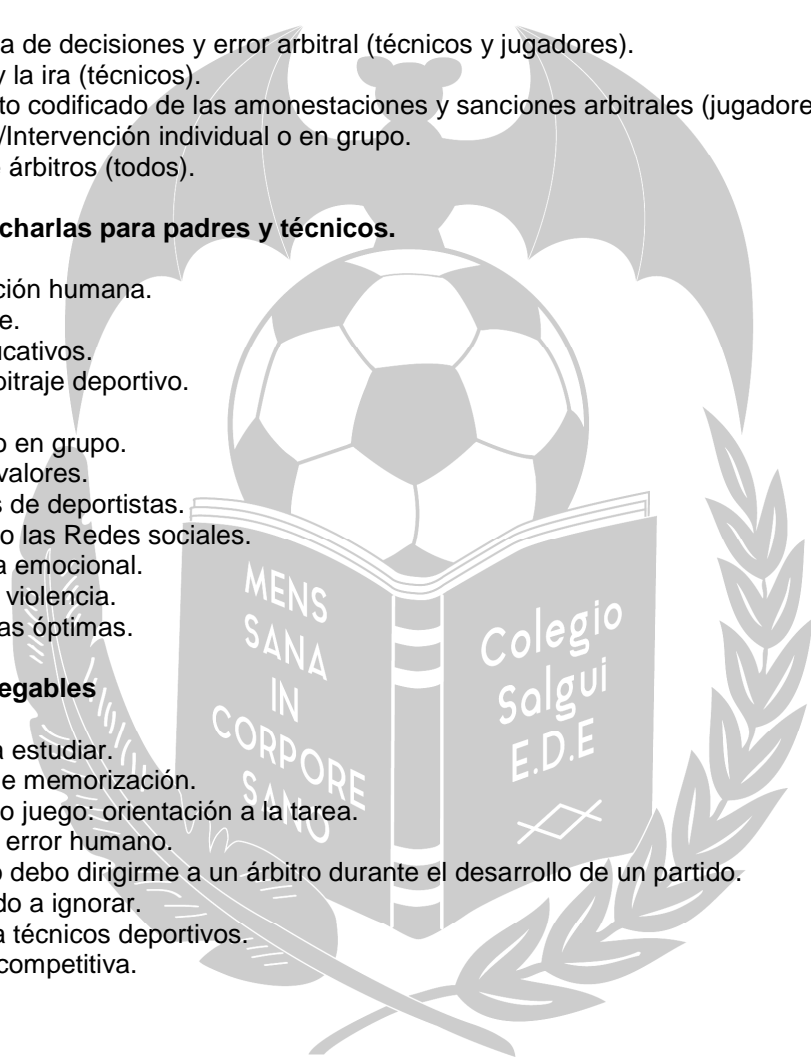 a de decisiones y error arbitral (técnicos y jugadores).
y la ira (técnicos).
to codificado de las amonestaciones y sanciones arbitrales (jugadore
/Intervención individual o en grupo.
árbitros (todos).
charlas para padres y técnicos.
ción humana.
e.
ucativos.
bitraje deportivo.
o en grupo.
valores.
s de deportistas.
o las Redes sociales.
a emocional.
violencia.
as óptimas.
egables
a estudiar.
e memorización.
o juego: orientación a la tarea.
error humano.
o debo dirigirme a un árbitro durante el desarrollo de un partido.
do a ignorar.
a técnicos deportivos.
competitiva.
MENS
SANA
IN
CORPORE
SANO
Colegio
Salgui
E.D.E